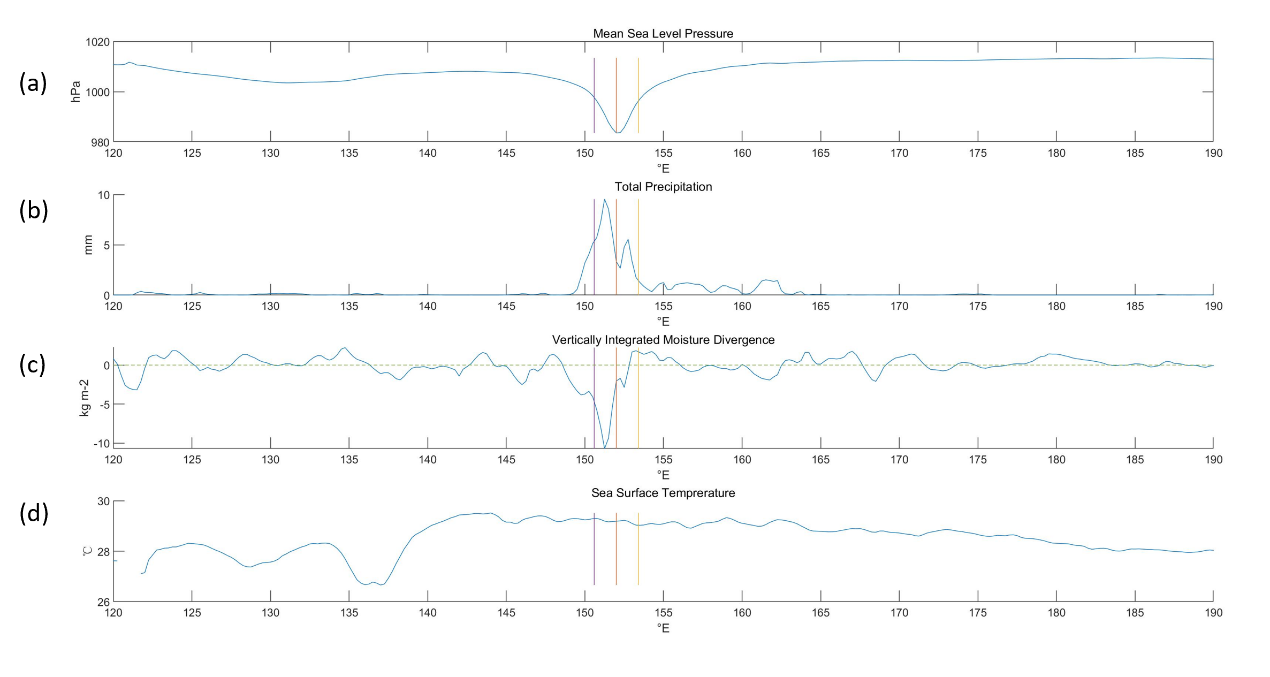 Mean Sea Level Pressure
(a)
hPa
1020
1000
980
120 125 130 135 140 145 150 155 160 165 170 175 180 185 190
°E
Total Precipitation
(b)
mm
10
5
0
120 125 130 135 140 145 150 155 160 165 170 175 180 185 190
°E
Vertically Integrated Moisture Divergence
(c)
kg m-2
0
-5
-10
120 125 130 135 140 145 150 155 160 165 170 175 180 185 190
°E
Sea Surface Temprerature
(d)
℃
30
28
26
120 125 130 135 140 145 150 155 160 165 170 175 180 185 190
°E